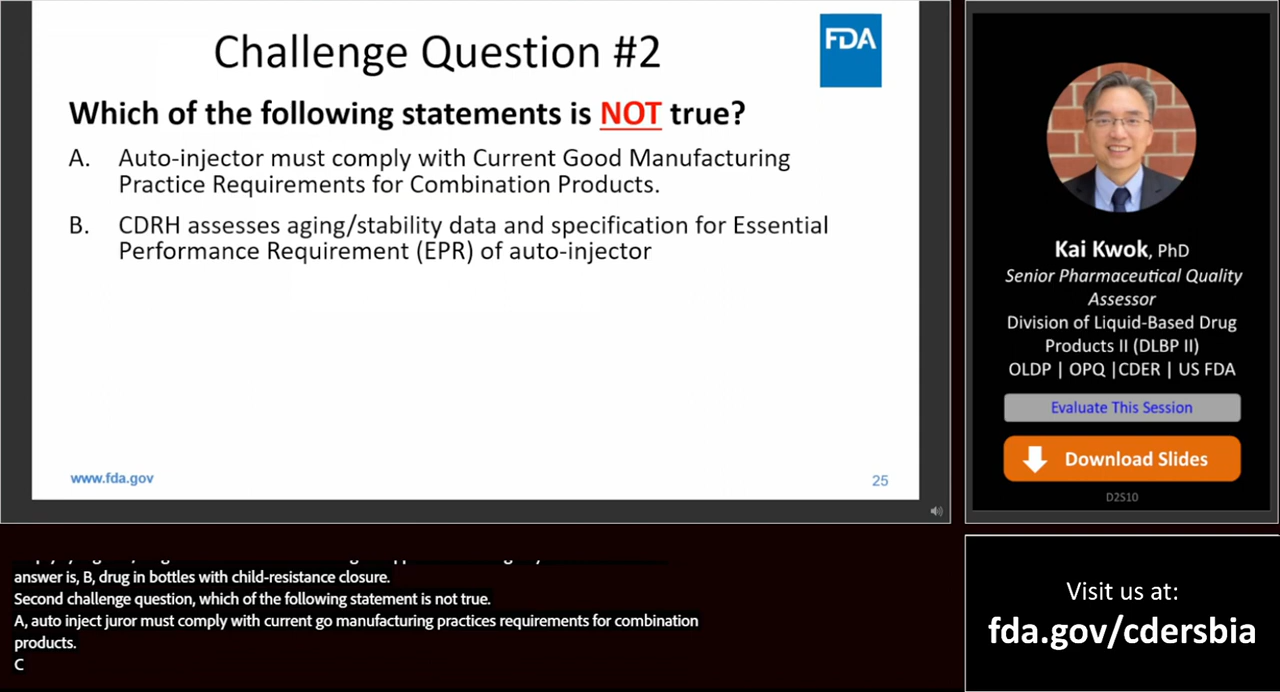 Challenge Question #2
FDA
Which of the following statements is NOT true?
A. Auto-injector must comply with Current Good Manufacturing
Practice Requirements for Combination Products.
B. CDRH assesses aging/stability data and specification for Essential
Performance Requirement (EPR) of auto-injector
www.fda.gov
25
Kai Kwok, PhD
Senior Pharmaceutical Quality
Assessor
Division of Liquid-Based Drug
Products II (DLBP II)
OLDP | OPQ |CDER | US FDA
Evaluate This Session
Download Slides
D2S10
answer is, B, drug in bottles with child-resistance closure.
Second challenge question, which of the following statement is not true.
A, auto inject juror must comply with current go manufacturing practices requirements for combination
products.
C
Visit us at:
fda.gov/cdersbia